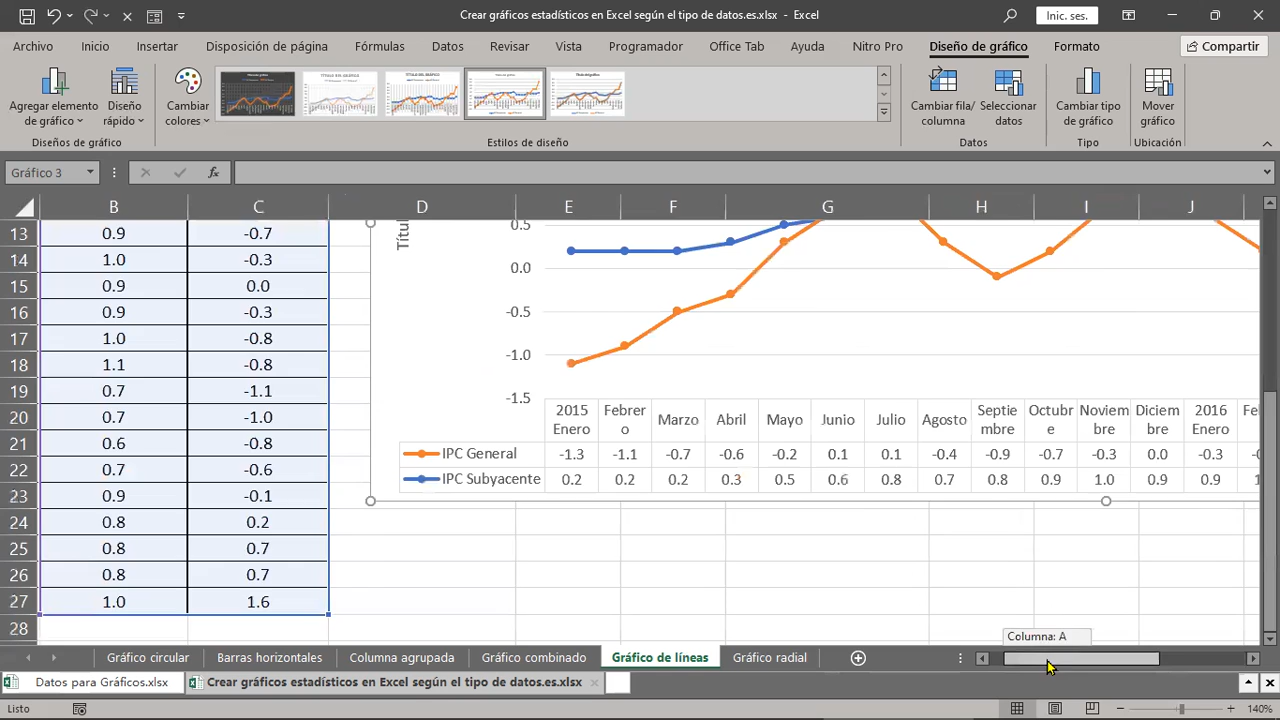 Crear gráficos estadísticos en Excel según el tipo de datos.es.xlsx - Excel
Inic. ses.
Archivo Inicio Insertar Disposición de página Fórmulas Datos Revisar Vista Programador Office Tab Ayuda Nitro Pro Diseño de gráfico Formato Compartir
Agregar elemento de gráfico
Diseño rápido
Cambiar colores
Cambiar fila/ columna
Seleccionar datos
Cambiar tipo de gráfico
Mover gráfico
Diseños de gráfico Estilos de diseño Datos Tipo Ubicación
Gráfico 3 fx
B C D E F G H I J
13 0.9 -0.7
14 1.0 -0.3
15 0.9 0.0
16 0.9 -0.3
17 1.0 -0.8
18 1.1 -0.8
19 0.7 -1.1
20 0.7 -1.0
21 0.6 -0.8
22 0.7 -0.6
23 0.9 -0.1
24 0.8 0.2
25 0.8 0.7
26 0.8 0.7
27 1.0 1.6
28
Títu
0.5
0.0
-0.5
-1.0
-1.5
2015 Enero Febrero Marzo Abril Mayo Junio Julio Agosto Septiembre Octubre Noviembre Diciembre 2016 Enero
IPC General -1.3 -1.1 -0.7 -0.6 -0.2 0.1 0.1 -0.4 -0.9 -0.7 -0.3 0.0 -0.3
IPC Subyacente 0.2 0.2 0.2 0.3 0.5 0.6 0.8 0.7 0.8 0.9 1.0 0.9 0.9
Columna: A
Gráfico circular Barras horizontales Columna agrupada Gráfico combinado Gráfico de líneas Gráfico radial
Datos para Gráficos.xlsx Crear gráficos estadísticos en Excel según el tipo de datos.es.xlsx
Listo 140%